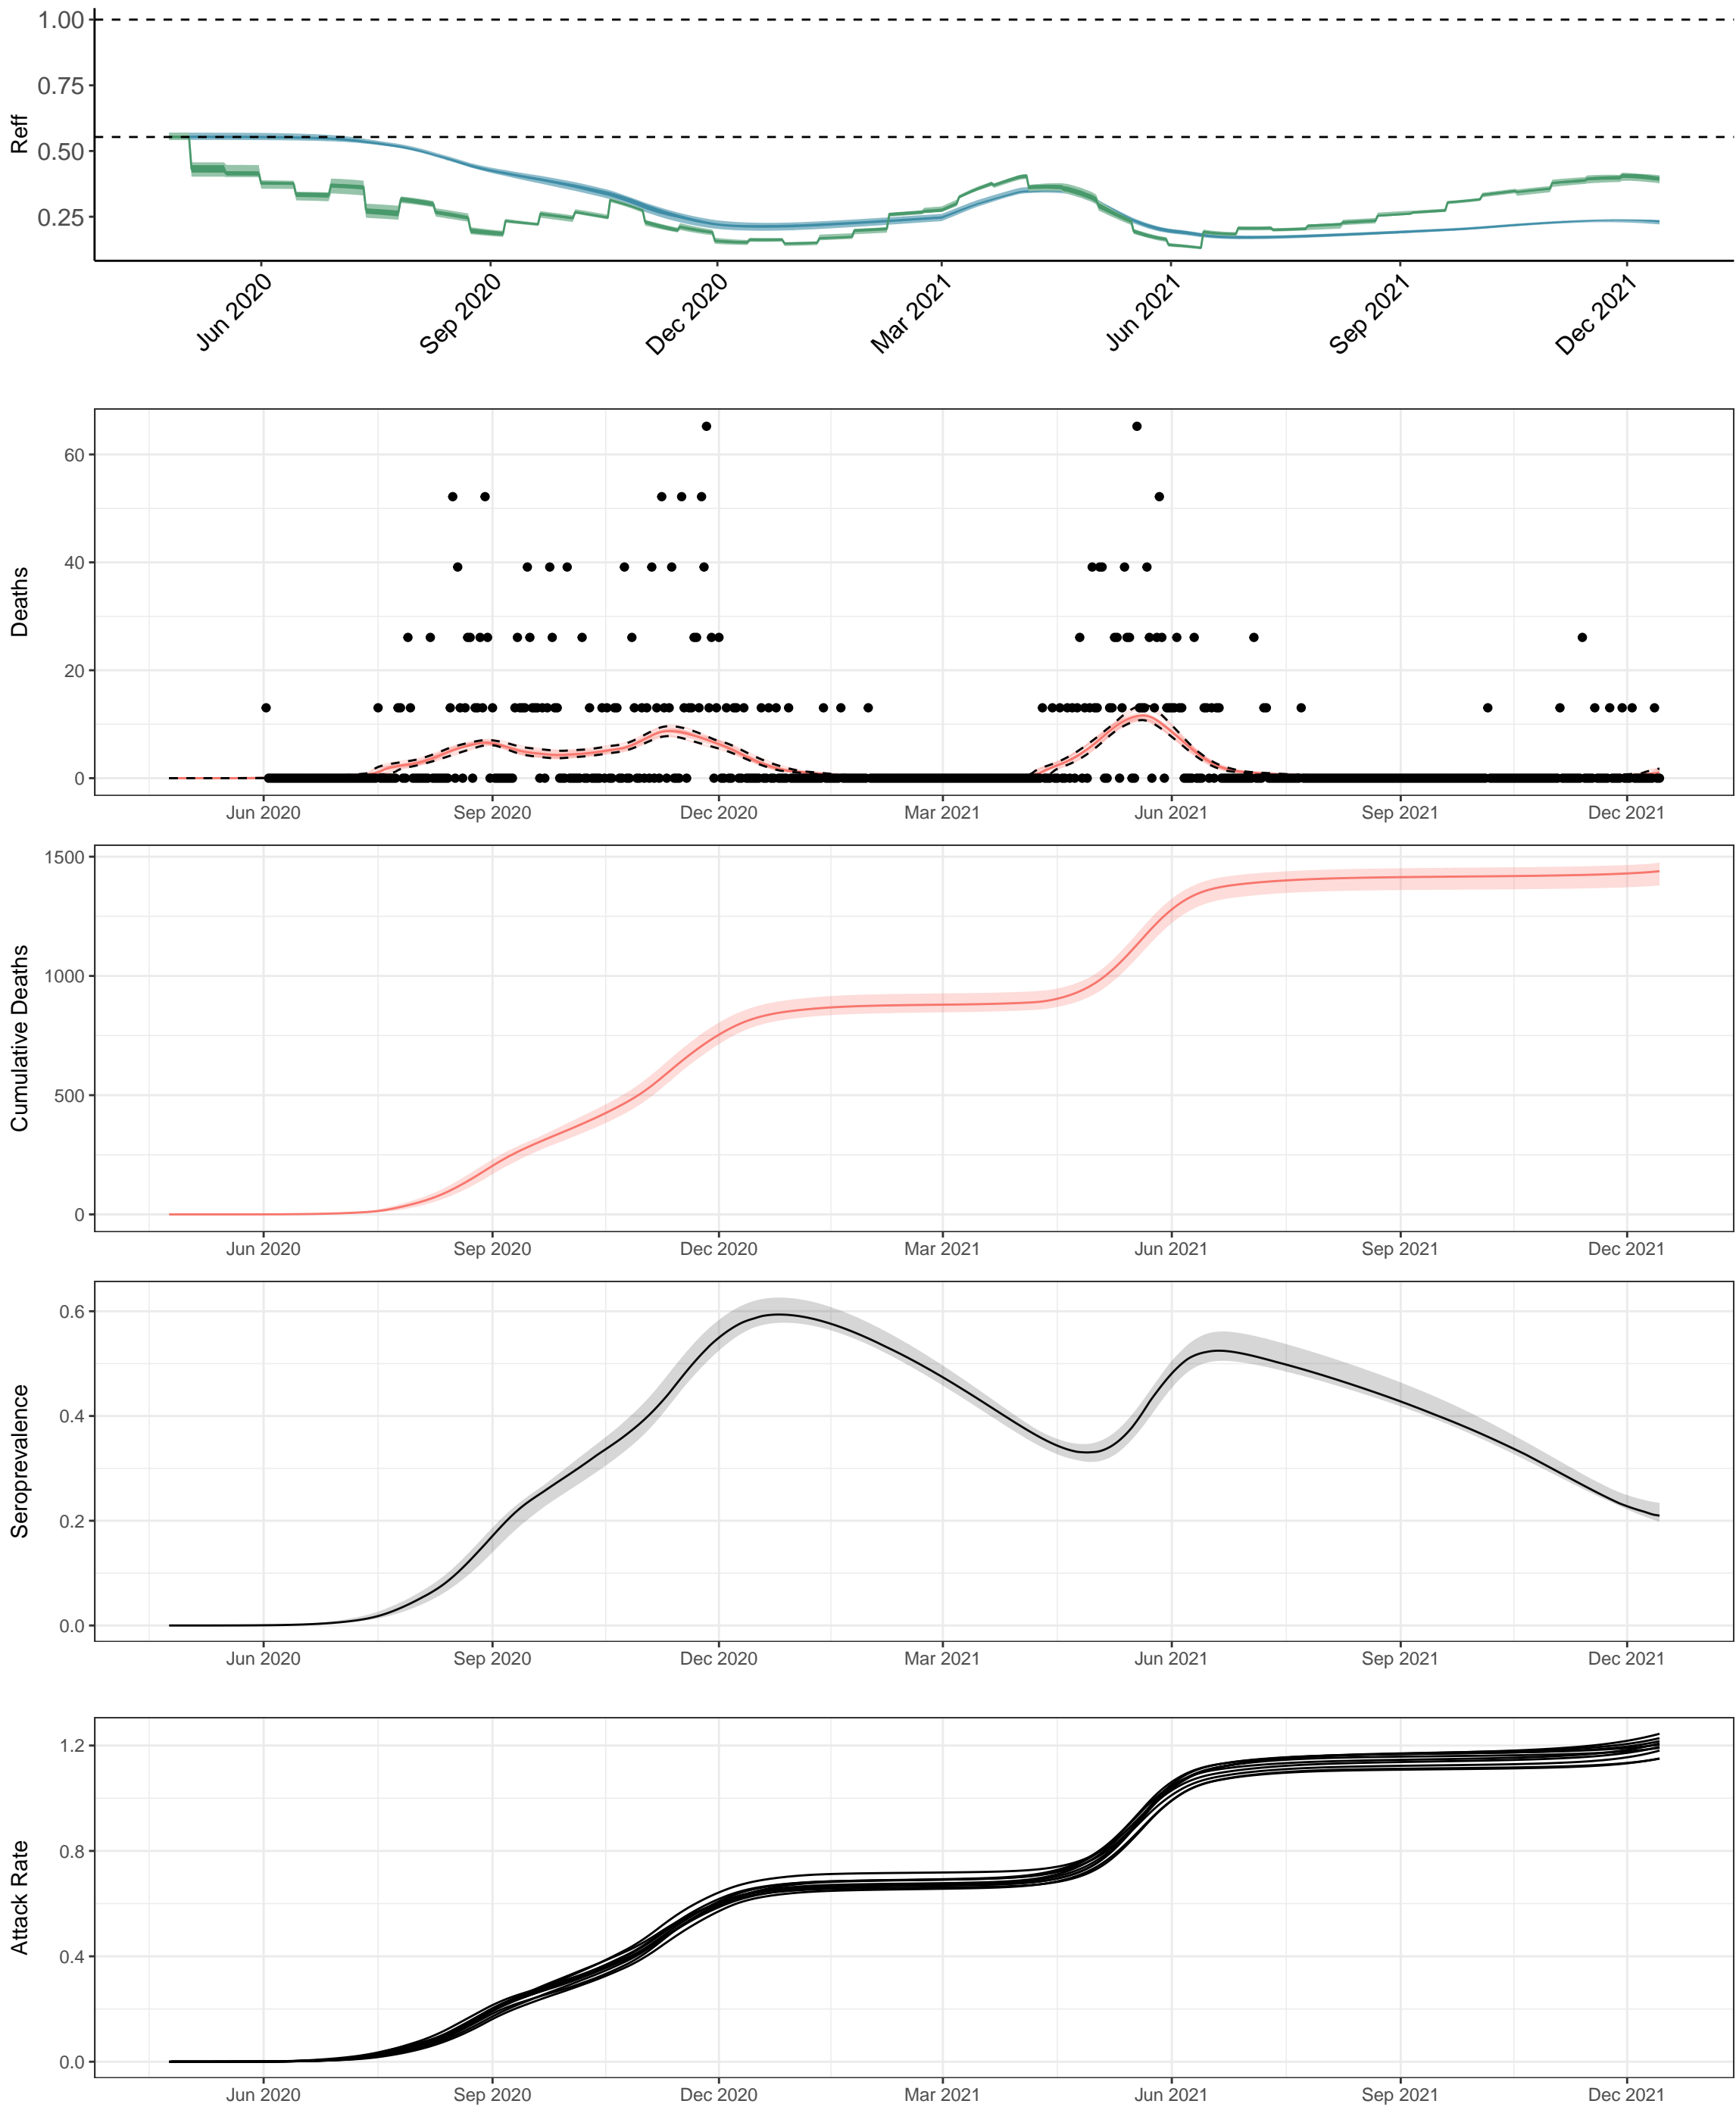 Reff
1.00
0.75
0.50
0.25
Jun 2020
Sep 2020
Dec 2020
Mar 2021
Jun 2021
Sep 2021
Dec 2021
Deaths
60
40
20
0
Jun 2020
Sep 2020
Dec 2020
Mar 2021
Jun 2021
Sep 2021
Dec 2021
Cumulative Deaths
1500
1000
500
0
Jun 2020
Sep 2020
Dec 2020
Mar 2021
Jun 2021
Sep 2021
Dec 2021
Seroprevalence
0.6
0.4
0.2
0.0
Jun 2020
Sep 2020
Dec 2020
Mar 2021
Jun 2021
Sep 2021
Dec 2021
Attack Rate
1.2
0.8
0.4
0.0
Jun 2020
Sep 2020
Dec 2020
Mar 2021
Jun 2021
Sep 2021
Dec 2021